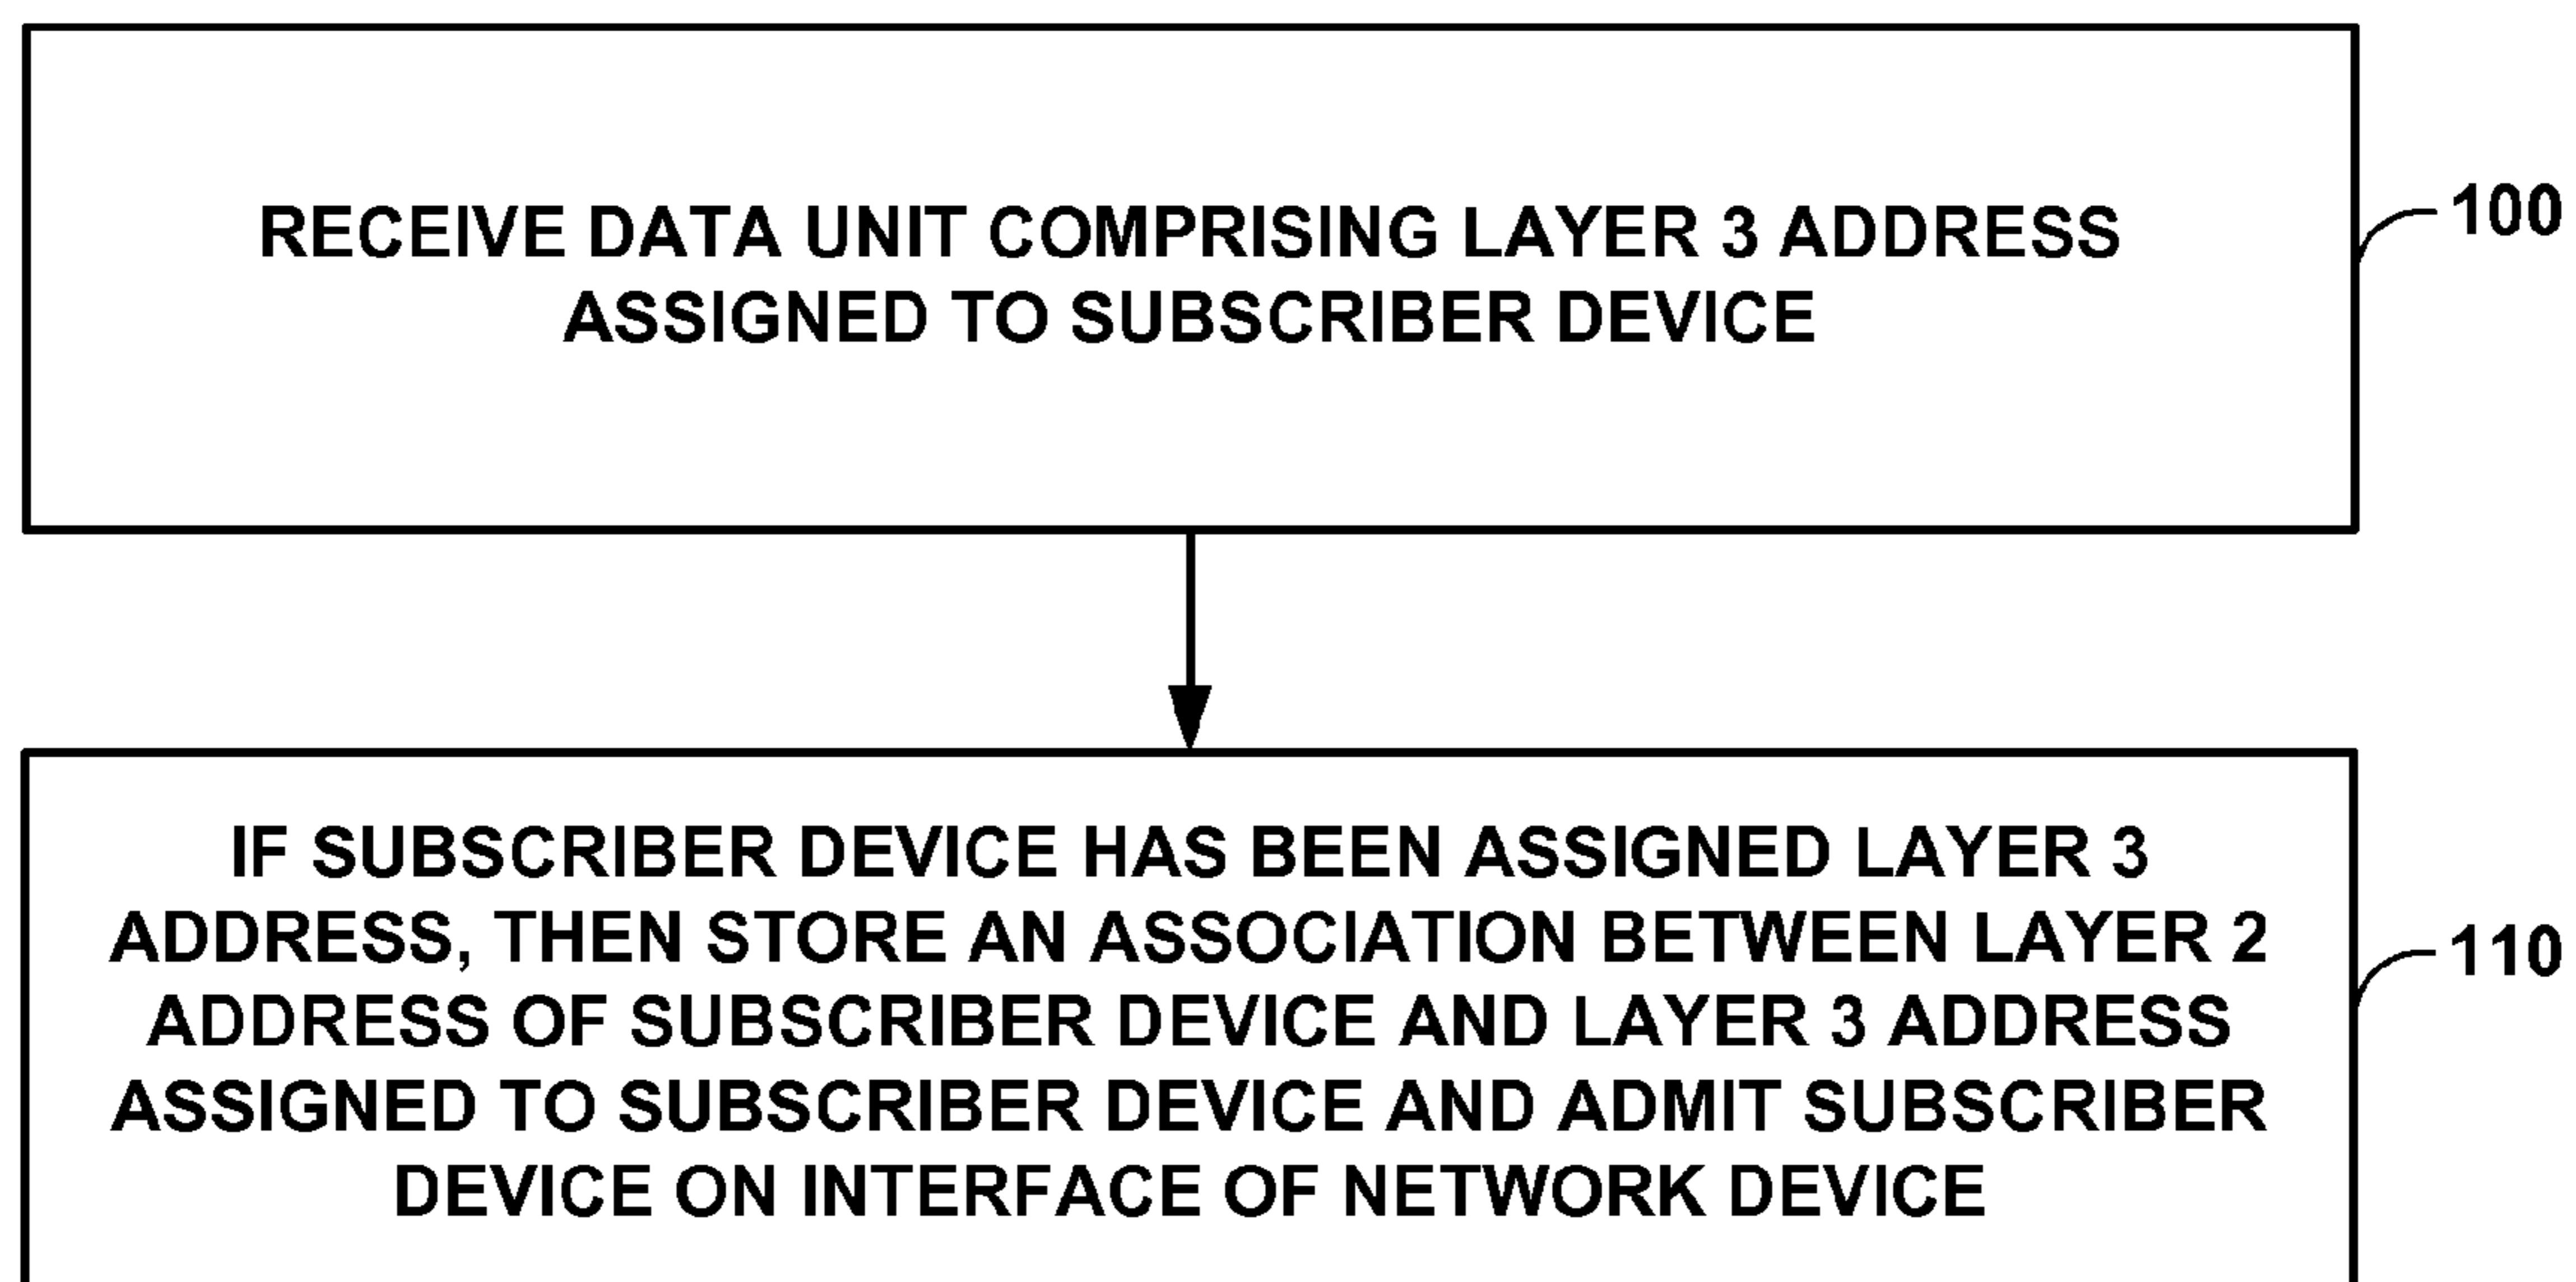 RECEIVE DATA UNIT COMPRISING LAYER 3 ADDRESS
ASSIGNED TO SUBSCRIBER DEVICE
100
IF SUBSCRIBER DEVICE HAS BEEN ASSIGNED LAYER 3
ADDRESS, THEN STORE AN ASSOCIATION BETWEEN LAYER 2
ADDRESS OF SUBSCRIBER DEVICE AND LAYER 3 ADDRESS
ASSIGNED TO SUBSCRIBER DEVICE AND ADMIT SUBSCRIBER
DEVICE ON INTERFACE OF NETWORK DEVICE
110